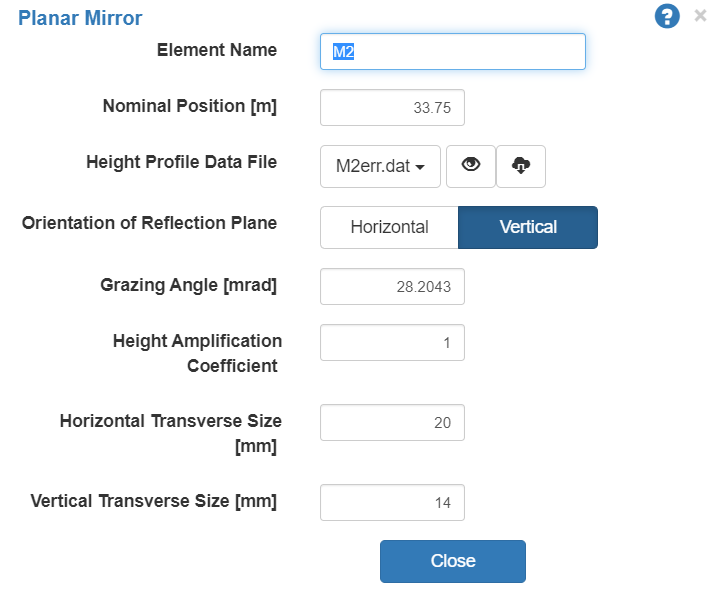 Planar Mirror
? ×
Element Name
M2
Nominal Position [m]
33.75
Height Profile Data File
M2err.dat
Orientation of Reflection Plane
Horizontal
Vertical
Grazing Angle [mrad]
28.2043
Height Amplification
Coefficient
1
Horizontal Transverse Size
[mm]
20
Vertical Transverse Size [mm]
14
Close